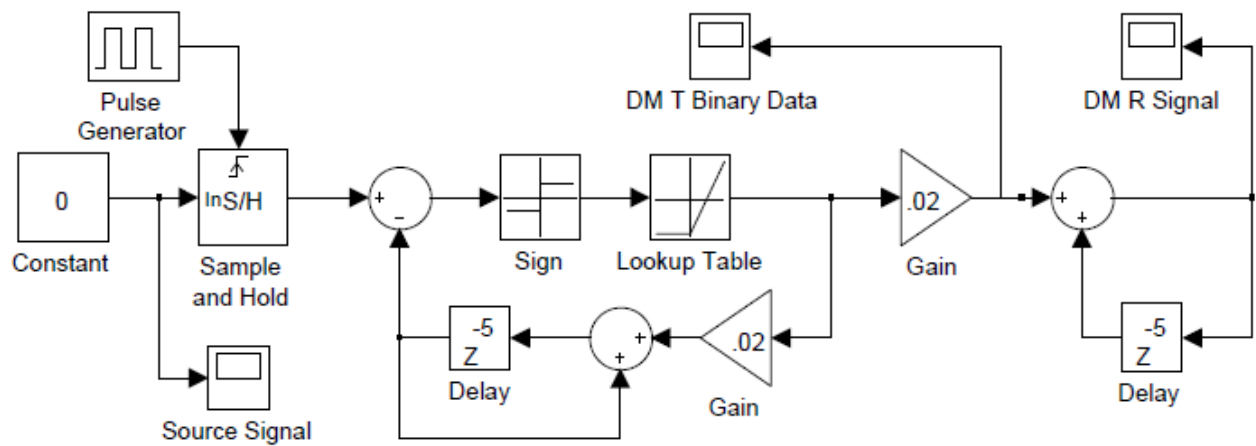 Pulse
Generator
DM T Binary Data
DM R Signal
0
Constant
InS/H
Sample
and Hold
+
-
Sign
Lookup Table
.02
Gain
+
+
-5
Z
Delay
+
+
.02
Gain
-5
Z
Delay
Source Signal